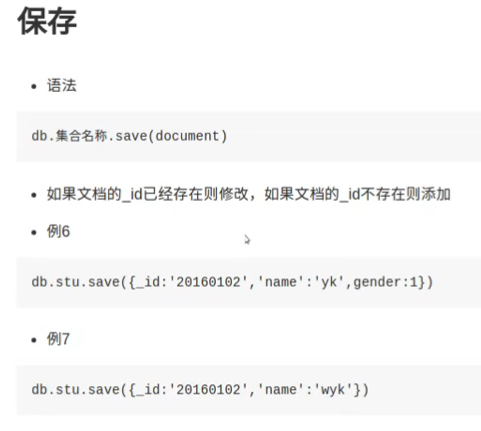 保存
语法
db.集合名称.save(document)
如果文档的_id已经存在则修改，如果文档的_id不存在则添加
例6
db.stu.save({_id:'20160102','name':'yk',gender:1})
例7
db.stu.save({_id:'20160102','name':'wyk'})